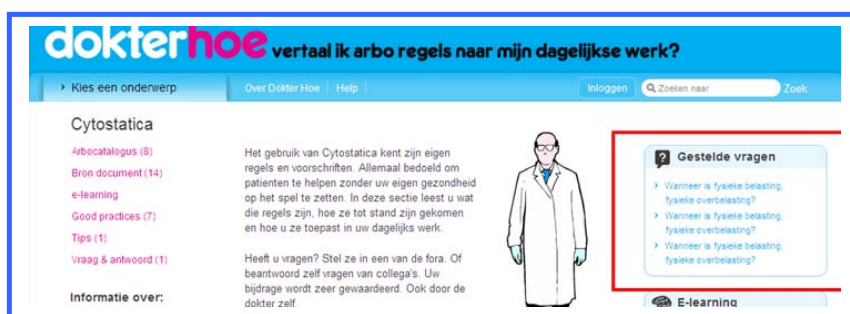 dokterhoe vertaal ik arbo regels naar mijn dagelijkse werk?
Kies een onderwerp
Over Dokter Hoe
Help
Inloggen
Zoeken naar
Zoek
Cytostatica
Arbocatalogus (8)
Bron document (14)
e-learning
Good practices (7)
Tips (1)
Vraag & antwoord (1)
Informatie over:
Het gebruik van Cytostatica kent zijn eigen
regels en voorschriften. Allemaal bedoeld om
patienten te helpen zonder uw eigen gezondheid
op het spel te zetten. In deze sectie leest u wat
die regels zijn, hoe ze tot stand zijn gekomen
en hoe u ze toepast in uw dagelijks werk.
Heeft u vragen? Stel ze in een van de fora. Of
beantwoord zelf vragen van collega's. Uw
bijdrage wordt zeer gewaardeerd. Ook door de
dokter zelf.
Gestelde vragen
Wanneer is fysieke belasting,
fysieke overbelasting?
Wanneer is fysieke belasting,
fysieke overbelasting?
Wanneer is fysieke belasting,
fysieke overbelasting?
E-learning